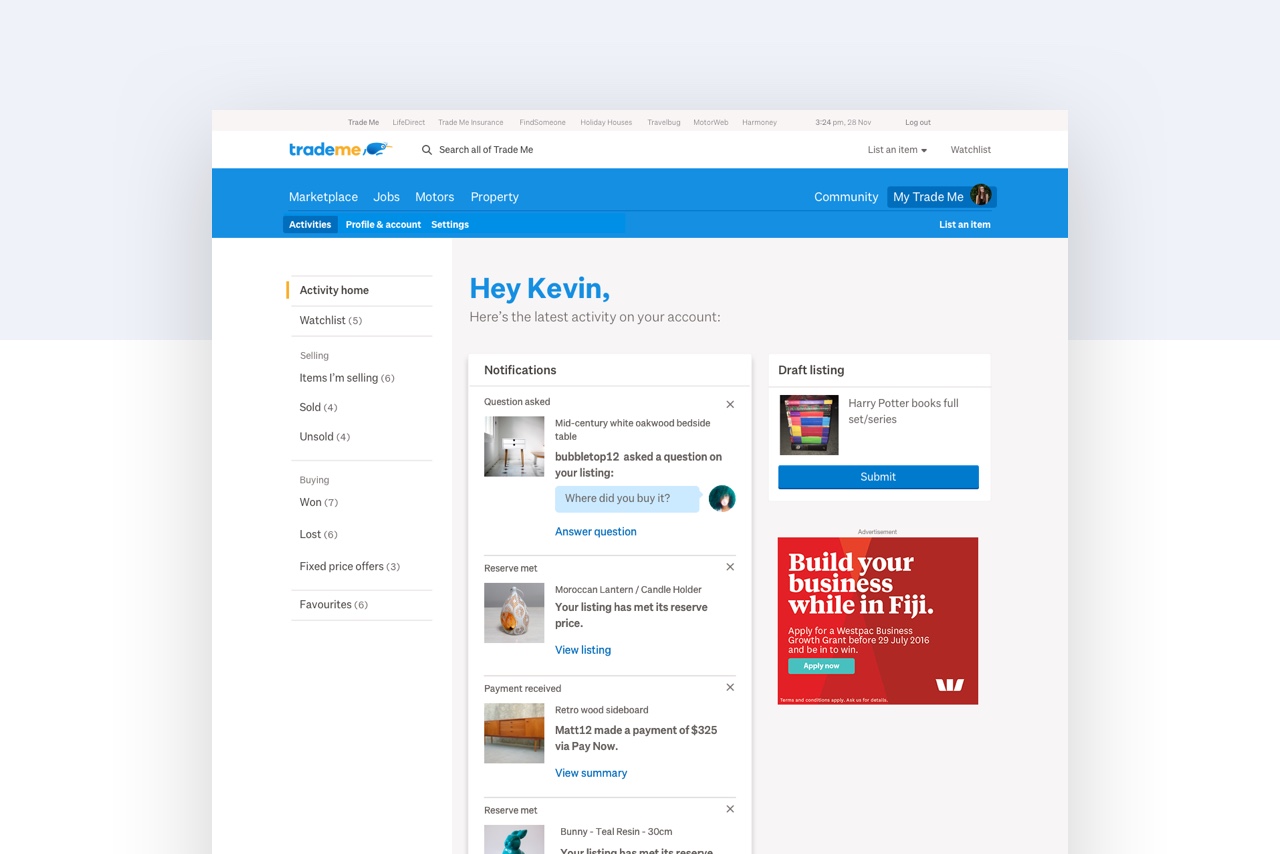 Trade Me LifeDirect Trade Me Insurance FindSomeone Holiday Houses Travelbug MotorWeb Harmoney 3:24 pm, 28 Nov Log out
trademe Search all of Trade Me List an item Watchlist
Marketplace Jobs Motors Property Community My Trade Me
Activities Profile & account Settings List an item
Activity home
Watchlist (5)
Selling
Items I'm selling (6)
Sold (4)
Unsold (4)
Buying
Won (7)
Lost (6)
Fixed price offers (3)
Favourites (6)
Hey Kevin,
Here's the latest activity on your account:
Notifications
Question asked
Mid-century white oakwood bedside
table
bubbletop12 asked a question on
your listing:
Where did you buy it?
Answer question
Reserve met
Moroccan Lantern / Candle Holder
Your listing has met its reserve
price.
View listing
Payment received
Retro wood sideboard
Matt12 made a payment of $325
via Pay Now.
View summary
Reserve met
Bunny - Teal Resin - 30cm
Your listing has met its reserve
Draft listing
Harry Potter books full
set/series
Submit
Advertisement
Build your
business
while in Fiji.
Apply for a Westpac Business
Growth Grant before 29 July 2016
and be in to win.
Apply now
Terms and conditions apply. Ask us for details.